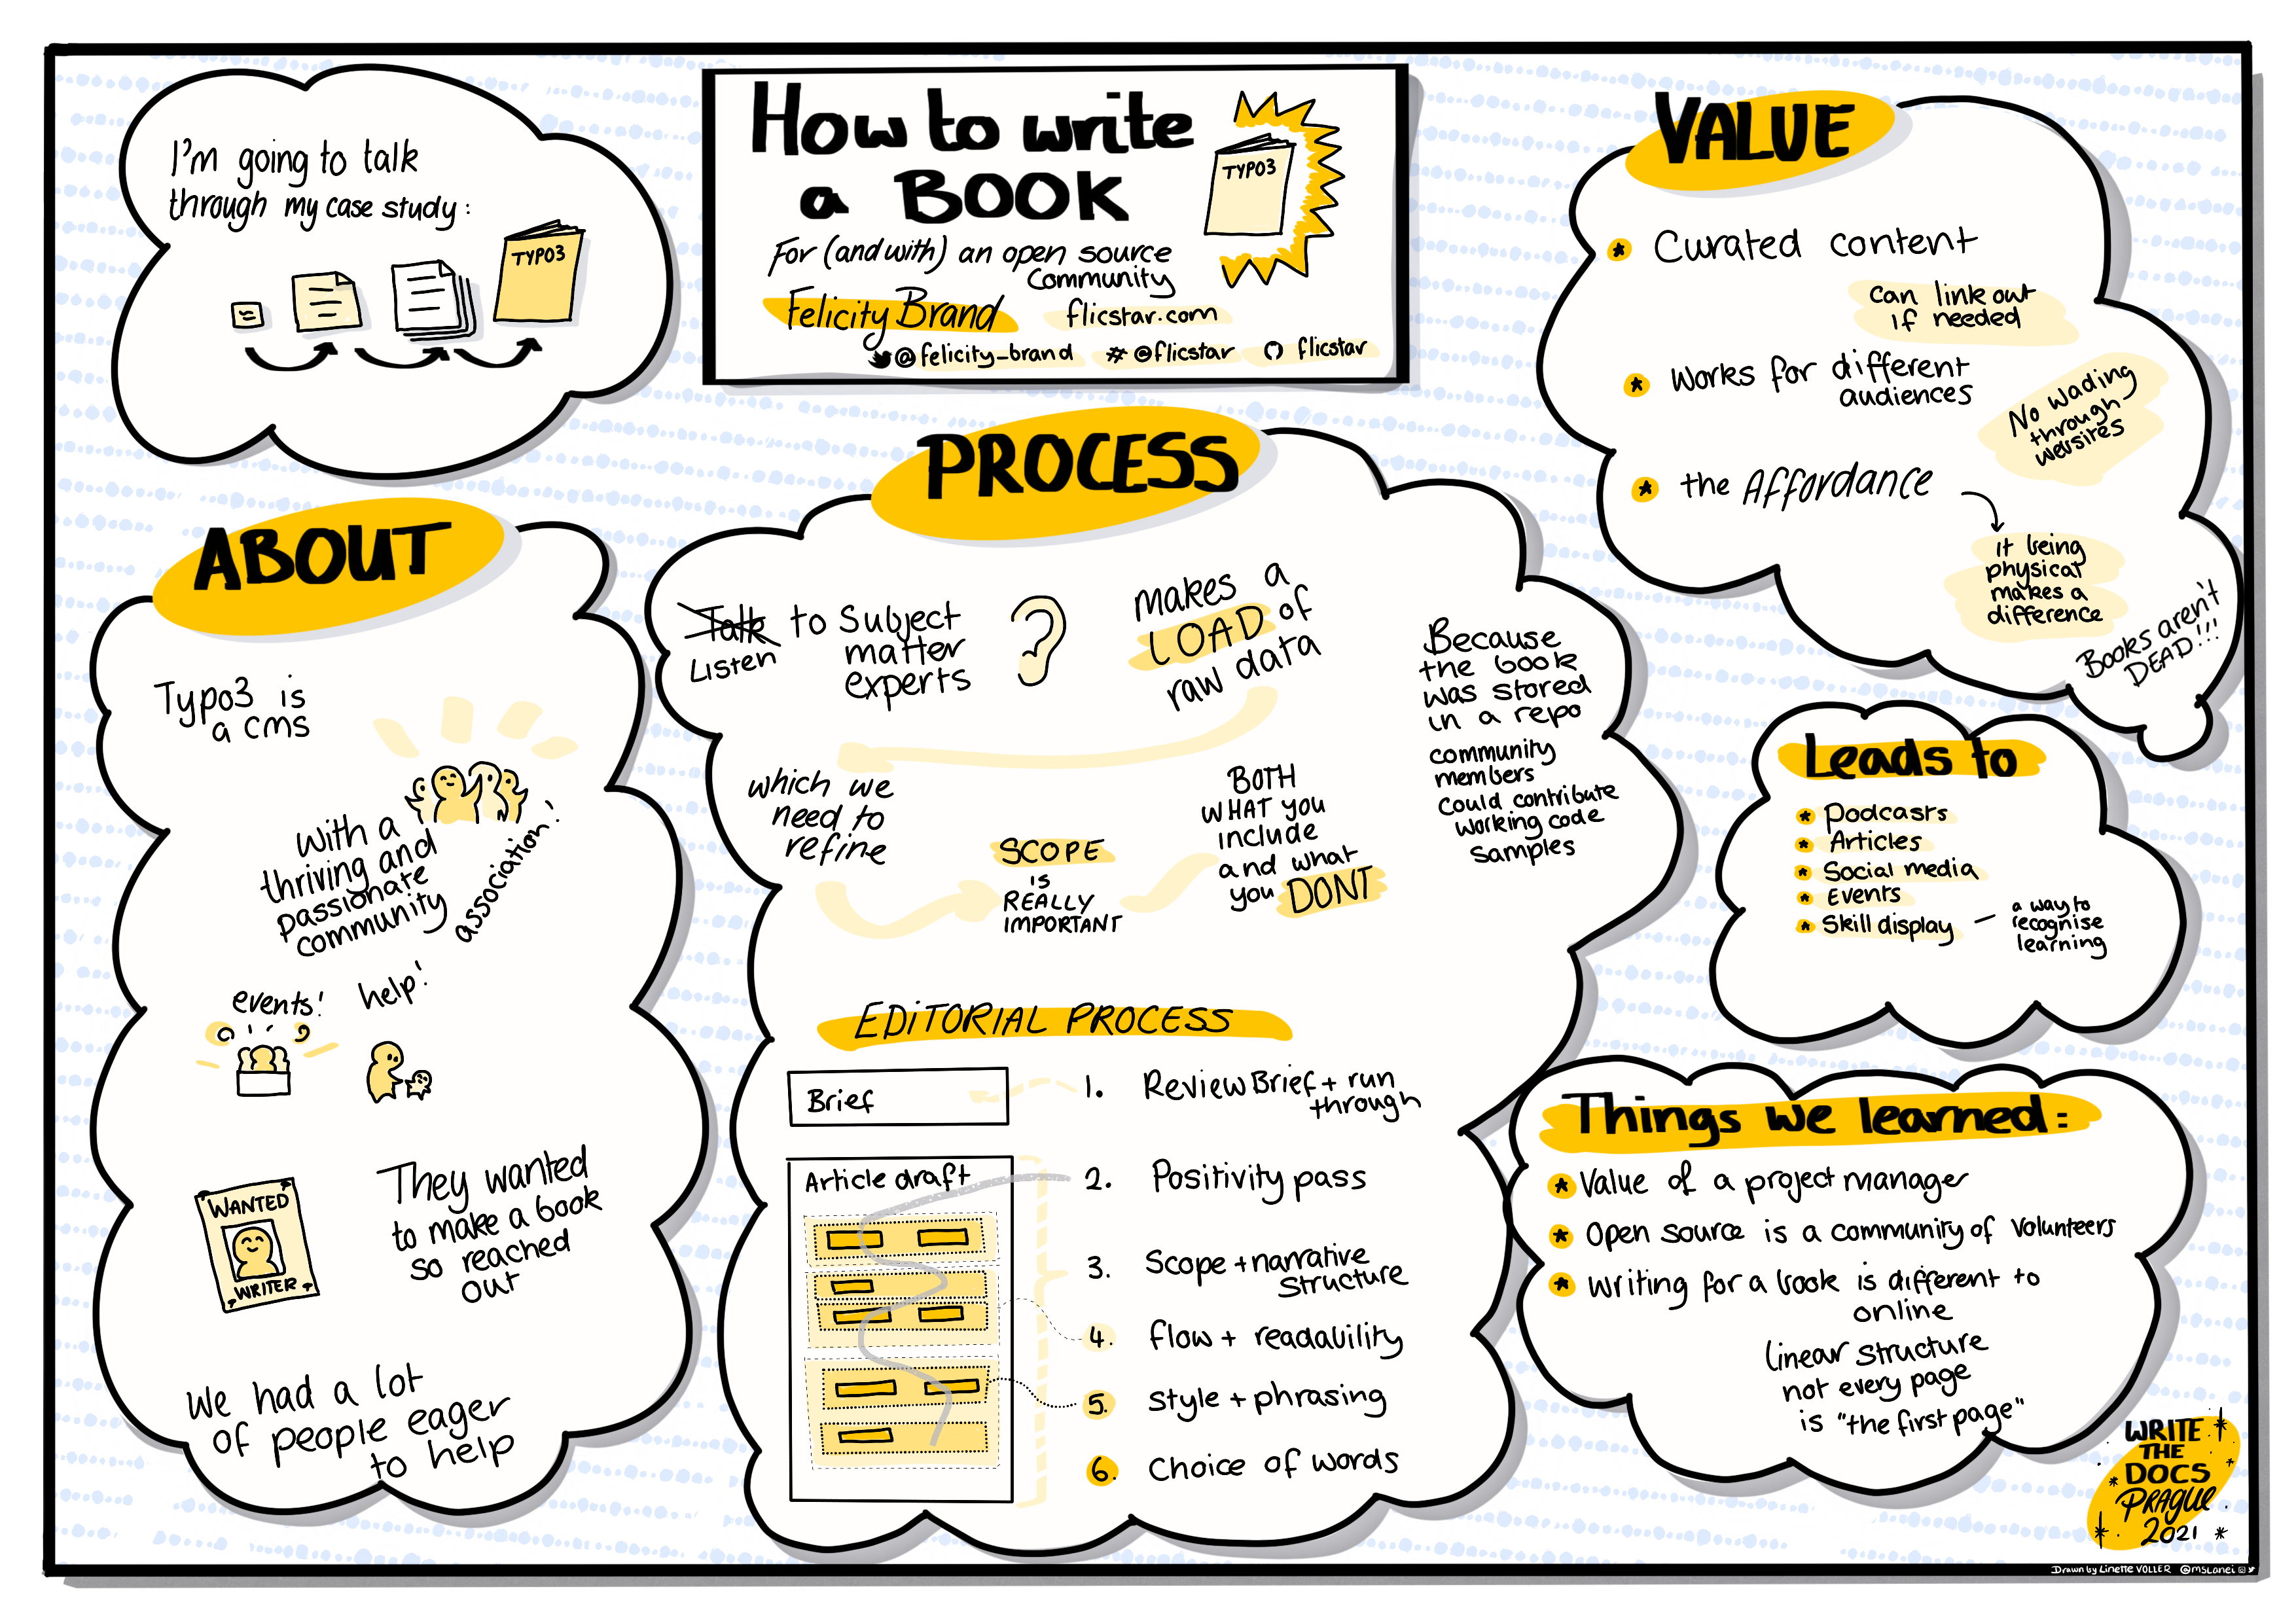 I'm going to talk
through my case study:
TYPO3
How to write
a BOOK
TYPO3
For (and with) an open source
Community
Felicity Brand
flicstar.com
@felicity_brand
# @flicstar
flicstar
ABOUT
Typo3 is
a CMS
with a
thriving and
passionate
community
association!
events!
help!
WANTED
WRITER
They wanted
to make a book
so reached
out
We had a lot
of people eager
to help
PROCESS
Talk to Subject
Listen matter
experts
makes a
LOAD of
raw data
which we
need to
refine
SCOPE
is
REALLY
IMPORTANT
BOTH
WHAT YOU
include
and what
you DONT
Because
the book
was stored
in a repo
community
members
could contribute
working code
samples
EDITORIAL PROCESS
Brief
Article draft
1. Review Brief + run
through
2. Positivity pass
3. Scope + narrative
structure
4. flow + readability
5. style + phrasing
6. Choice of words
VALUE
* Curated content
can link out
if needed
* Works for different
audiences
No wading
through
websites
* the Affordance
it being
physical
makes a
difference
Books aren't
DEAD!!!
Leads to
* Podcasts
* Articles
* Social media
* Events
* Skill display
– a way to
recognise
learning
Things we learned:
* Value of a project manager
* Open source is a community of volunteers
* Writing for a book is different to
online
linear structure
not every page
is "the first page"
WRITE
THE
DOCS
PRAGUE
2021
Drawn by Linette VOLLER @mslanei